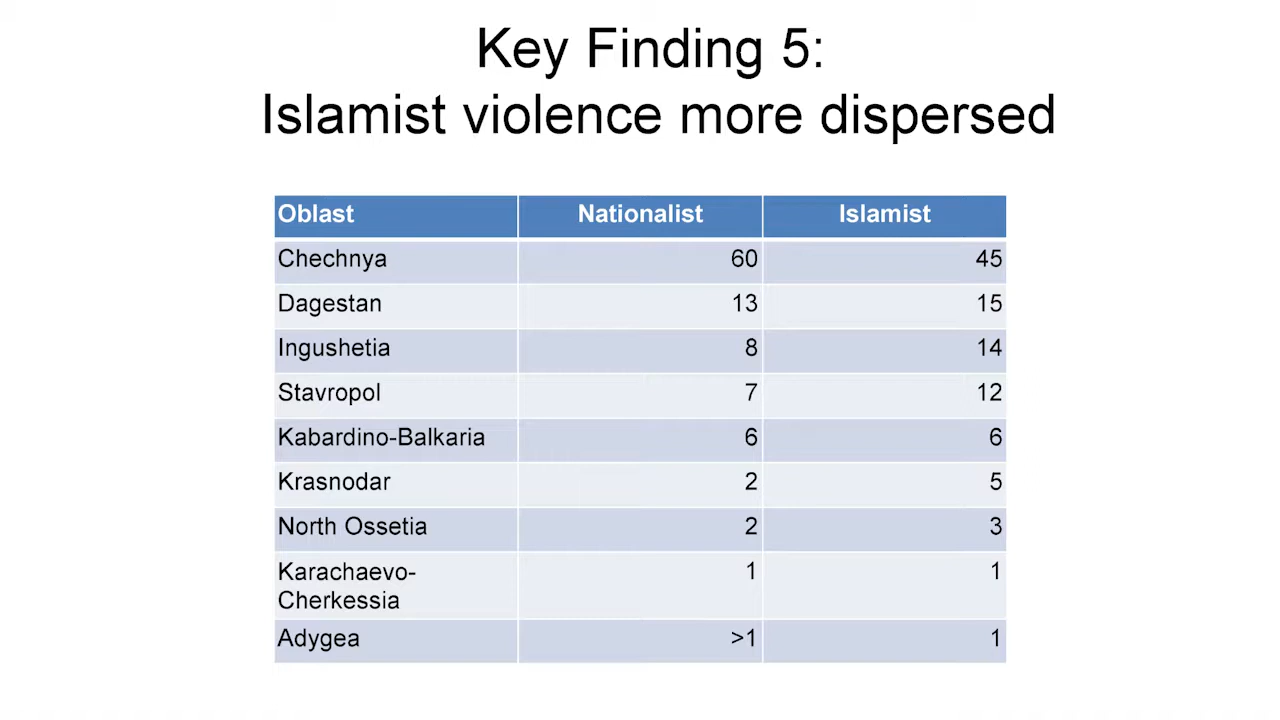 Key Finding 5:
Islamist violence more dispersed
Oblast Nationalist Islamist
Chechnya 60 45
Dagestan 13 15
Ingushetia 8 14
Stavropol 7 12
Kabardino-Balkaria 6 6
Krasnodar 2 5
North Ossetia 2 3
Karachaevo- 1 1
Cherkessia
Adygea >1 1